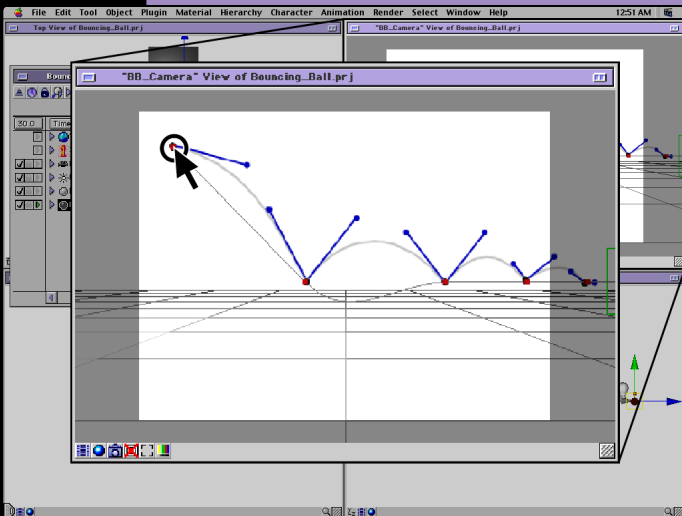 File Edit Tool Object Plugin Material Hierarchy Character Animation Render Select Window Help 12:51 AM
Top View of Bouncing_Ball.prj
"BB_Camera" View of Bouncing_Ball.prj
Bounc
"BB_Camera" View of Bouncing_Ball.prj
30.0 Time